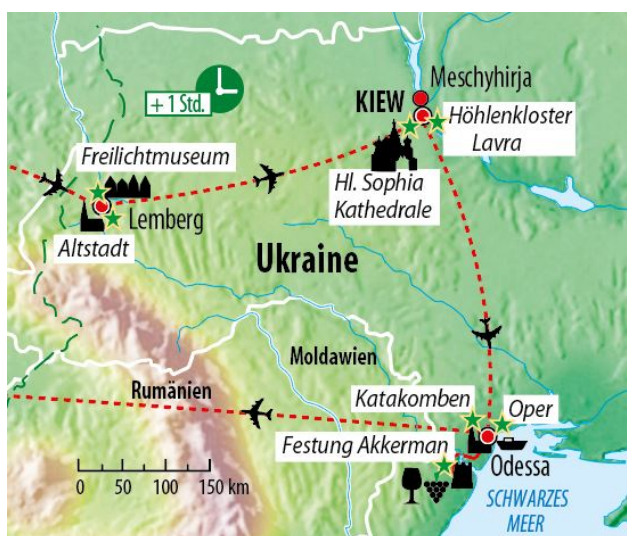 Meschyhirja
+ 1 Std.
KIEW
Höhlenkloster
Lavra
Freilichtmuseum
Hl. Sophia
Kathedrale
Lemberg
Altstadt
Ukraine
Moldawien
Rumänien
Katakomben
Oper
Festung Akkerman
Odessa
0 50 100 150 km
SCHWARZES
MEER